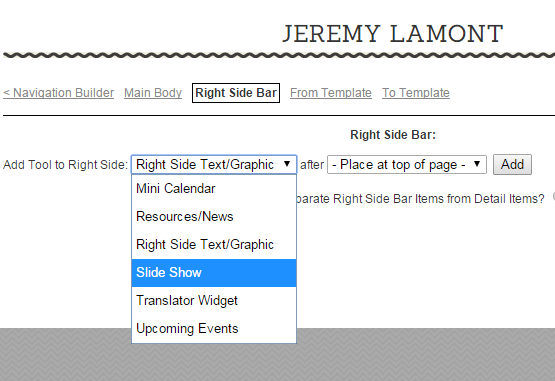 JEREMY LAMONT
< Navigation Builder Main Body Right Side Bar From Template To Template
Right Side Bar:
Add Tool to Right Side: Right Side Text/Graphic after - Place at top of page - Add
Mini Calendar
Resources/News
parate Right Side Bar Items from Detail Items?
Right Side Text/Graphic
Slide Show
Translator Widget
Upcoming Events